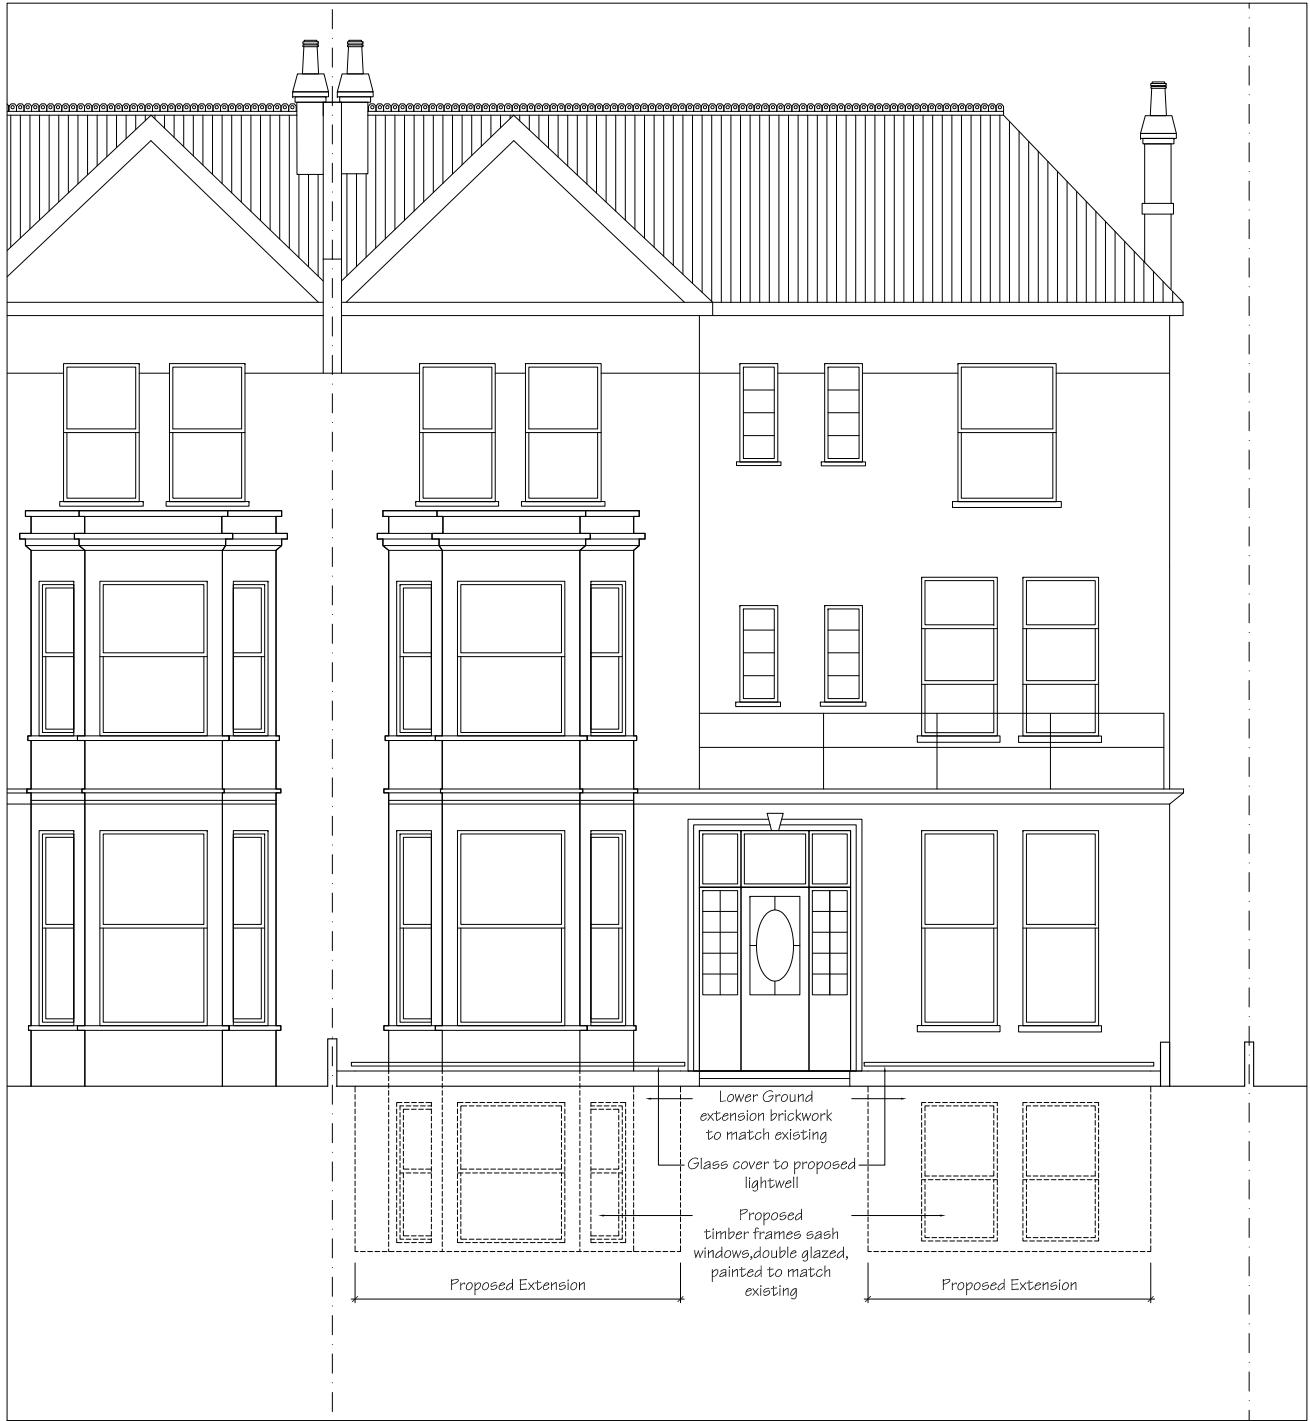 Lower Ground
extension brickwork
to match existing
Glass cover to proposed
lightwell
Proposed
timber frames sash
windows,double glazed,
painted to match
existing
Proposed Extension
Proposed Extension